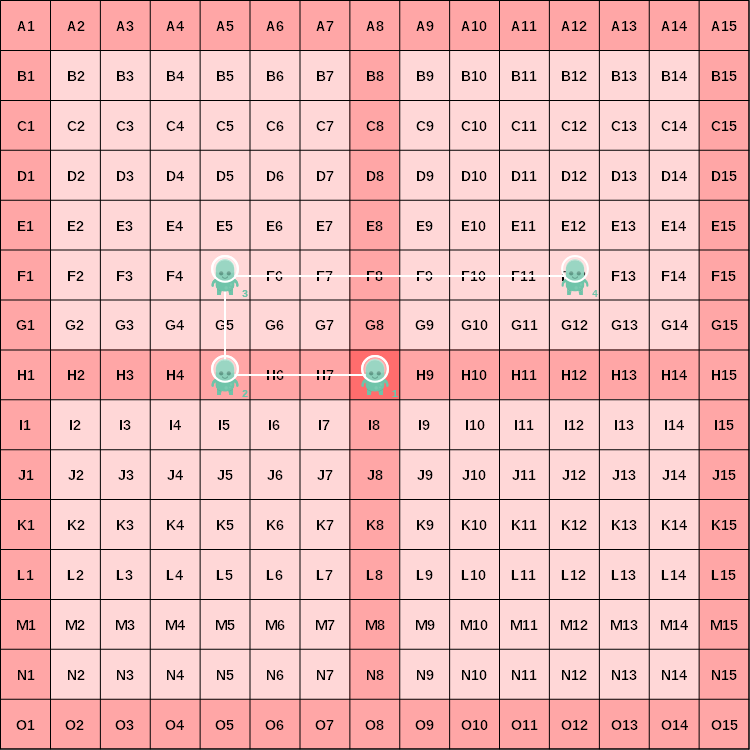 A1 A2 A3 A4 A5 A6 A7 A8 A9 A10 A11 A12 A13 A14 A15
B1 B2 B3 B4 B5 B6 B7 B8 B9 B10 B11 B12 B13 B14 B15
C1 C2 C3 C4 C5 C6 C7 C8 C9 C10 C11 C12 C13 C14 C15
D1 D2 D3 D4 D5 D6 D7 D8 D9 D10 D11 D12 D13 D14 D15
E1 E2 E3 E4 E5 E6 E7 E8 E9 E10 E11 E12 E13 E14 E15
F1 F2 F3 F4 F6 F7 F8 F9 F10 F11 F13 F14 F15
3 4
G1 G2 G3 G4 G5 G6 G7 G8 G9 G10 G11 G12 G13 G14 G15
H1 H2 H3 H4 H6 H7 H9 H10 H11 H12 H13 H14 H15
2 1
I1 I2 I3 I4 I5 I6 I7 I8 I9 I10 I11 I12 I13 I14 I15
J1 J2 J3 J4 J5 J6 J7 J8 J9 J10 J11 J12 J13 J14 J15
K1 K2 K3 K4 K5 K6 K7 K8 K9 K10 K11 K12 K13 K14 K15
L1 L2 L3 L4 L5 L6 L7 L8 L9 L10 L11 L12 L13 L14 L15
M1 M2 M3 M4 M5 M6 M7 M8 M9 M10 M11 M12 M13 M14 M15
N1 N2 N3 N4 N5 N6 N7 N8 N9 N10 N11 N12 N13 N14 N15
O1 O2 O3 O4 O5 O6 O7 O8 O9 O10 O11 O12 O13 O14 O15